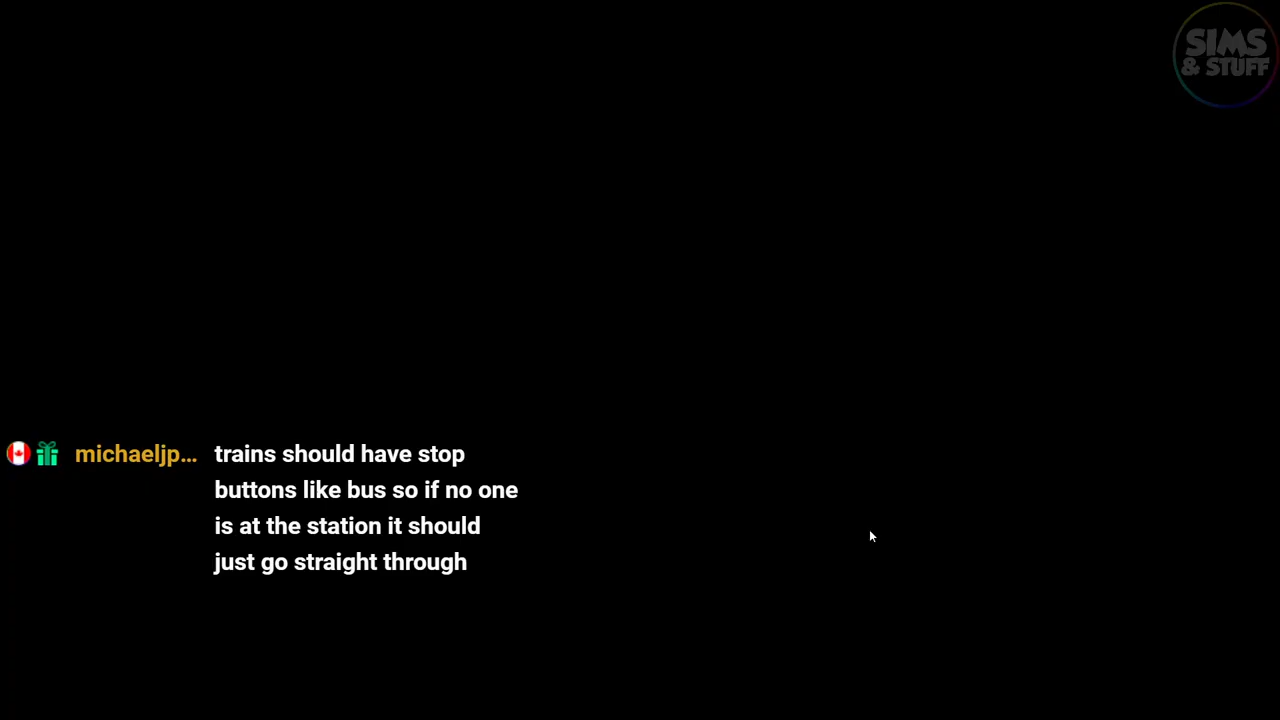 SIMS
& STUFF
michaeljp... trains should have stop
buttons like bus so if no one
is at the station it should
just go straight through